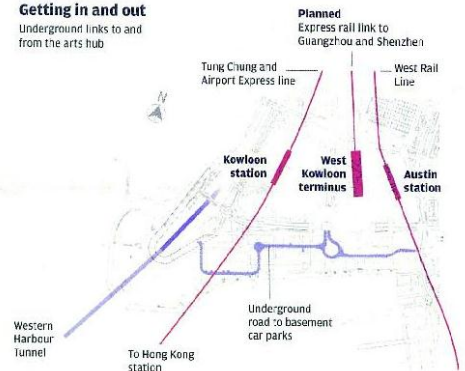 Getting in and out
Underground links to and
from the arts hub
Planned
Express rail link to
Guangzhou and Shenzhen
Tung Chung and
Airport Express line
West Rail
Line
N
Kowloon
station
West
Kowloon
terminus
Austin
station
Underground
road to basement
car parks
Western
Harbour
Tunnel
To Hong Kong
station